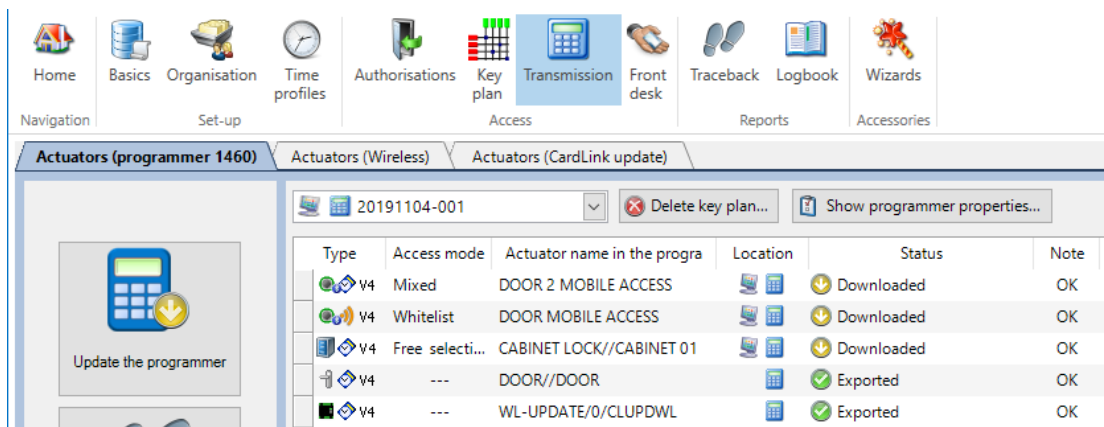 Home Basics Organisation Time profiles Authorisations Key plan Transmission Front desk Traceback Logbook Wizards
Navigation Set-up Access Reports Accessories
Actuators (programmer 1460) Actuators (Wireless) Actuators (CardLink update)
20191104-001 Delete key plan... Show programmer properties...
Type Access mode Actuator name in the progra Location Status Note
V4 Mixed DOOR 2 MOBILE ACCESS Downloaded OK
V4 Whitelist DOOR MOBILE ACCESS Downloaded OK
V4 Free selecti... CABINET LOCK//CABINET 01 Downloaded OK
V4 --- DOOR//DOOR Exported OK
V4 --- WL-UPDATE/0/CLUPDWL Exported OK
Update the programmer